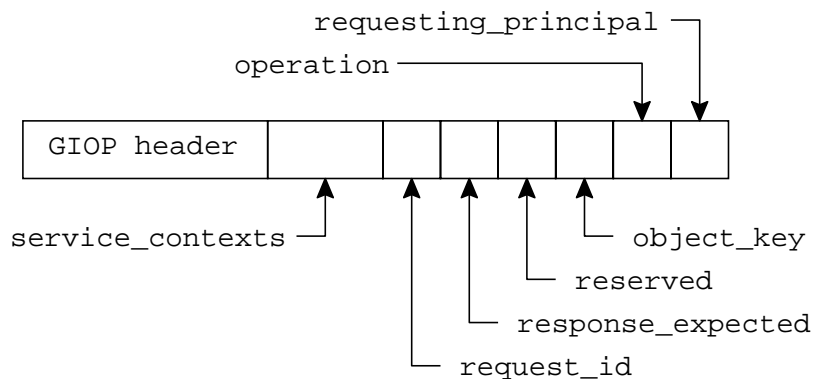 requesting_principal
operation
GIOP header
service_contexts
object_key
reserved
response_expected
request_id